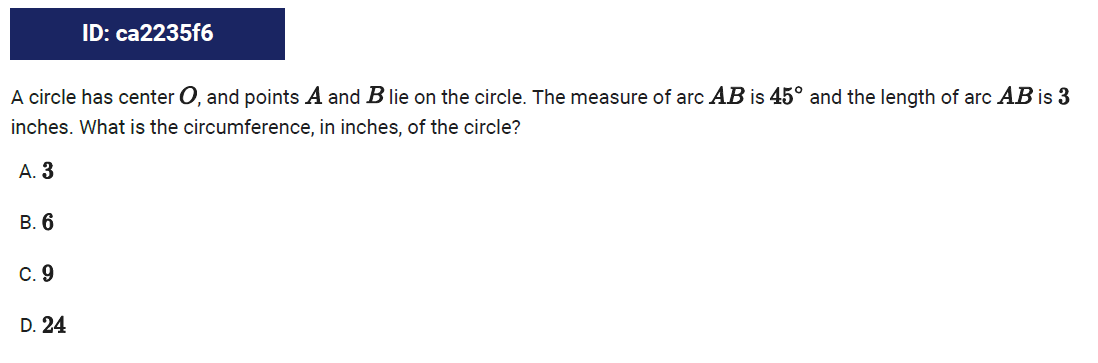 ID: ca2235f6
A circle has center O, and points A and B lie on the circle. The measure of arc AB is 45° and the length of arc AB is 3
inches. What is the circumference, in inches, of the circle?
A. 3
B. 6
C. 9
D. 24